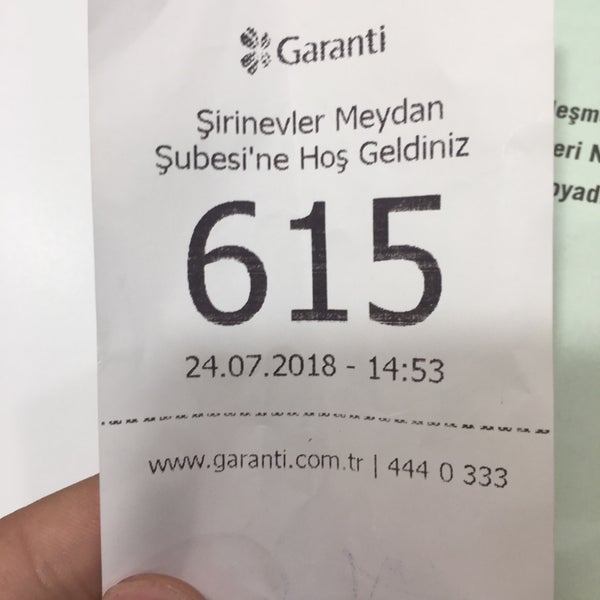 Garanti
Şirinevler Meydan
Şubesi'ne Hoş Geldiniz
615
24.07.2018 - 14:53
www.garanti.com.tr | 444 0 333